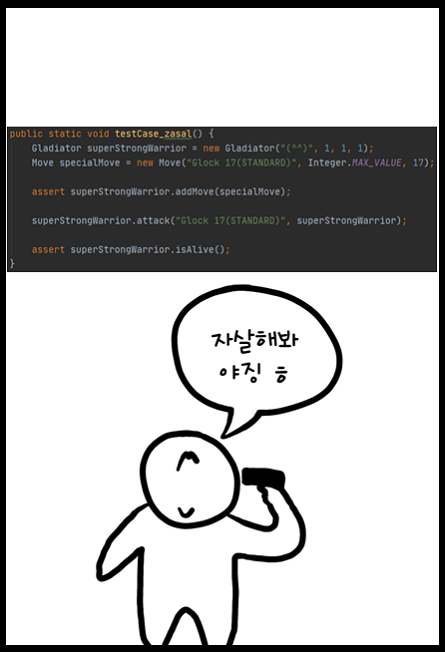 public static void testCase_zasal() {
Gladiator superStrongWarrior = new Gladiator("(^^)", 1, 1, 1);
Move specialMove = new Move("Glock 17(STANDARD)", Integer.MAX_VALUE, 17);
assert superStrongWarrior.addMove(specialMove);
superStrongWarrior.attack("Glock 17(STANDARD)", superStrongWarrior);
assert superStrongWarrior.isAlive();
}
자살해봐
야징 ㅎ